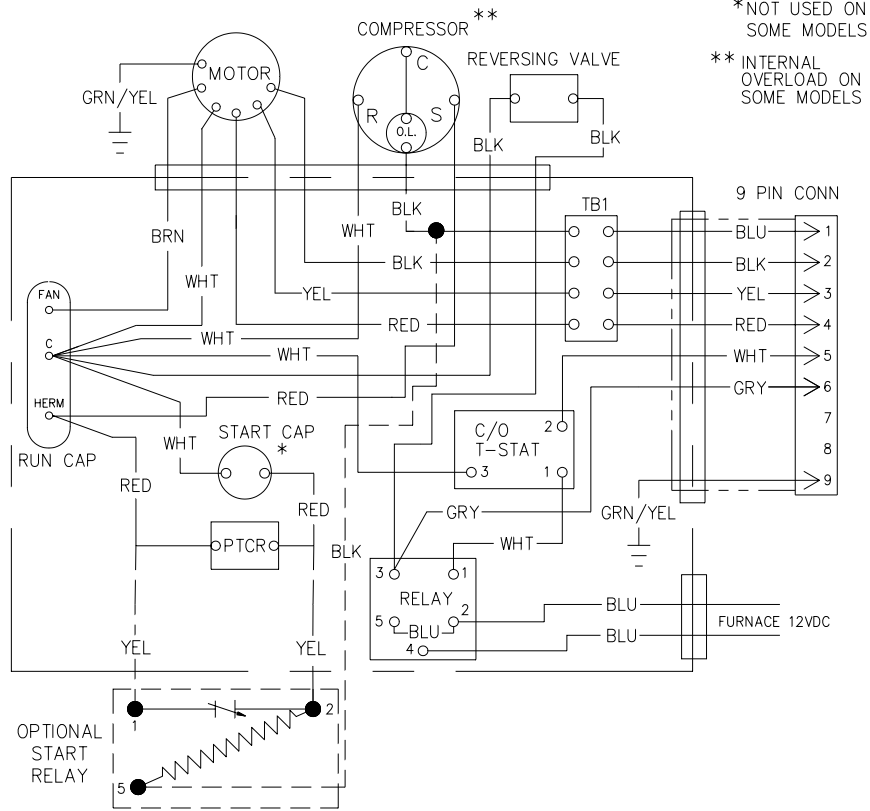 *NOT USED ON
SOME MODELS
** INTERNAL
OVERLOAD ON
SOME MODELS
COMPRESSOR **
REVERSING VALVE
MOTOR
GRN/YEL
C
R
S
O.L.
BLK
BLK
9 PIN CONN
TB1
BLK
BRN
WHT
BLU
1
BLK
BLK
2
WHT
YEL
YEL
3
FAN
RED
RED
4
WHT
C
WHT
WHT
5
GRY
6
HERM
RED
7
START CAP
*
WHT
C/O
T-STAT
2
3
1
8
RUN CAP
RED
9
RED
GRY
GRN/YEL
PTCR
BLK
WHT
3
1
RELAY
5
2
BLU
4
BLU
BLU
FURNACE 12VDC
YEL
YEL
1
2
OPTIONAL
START
RELAY
5